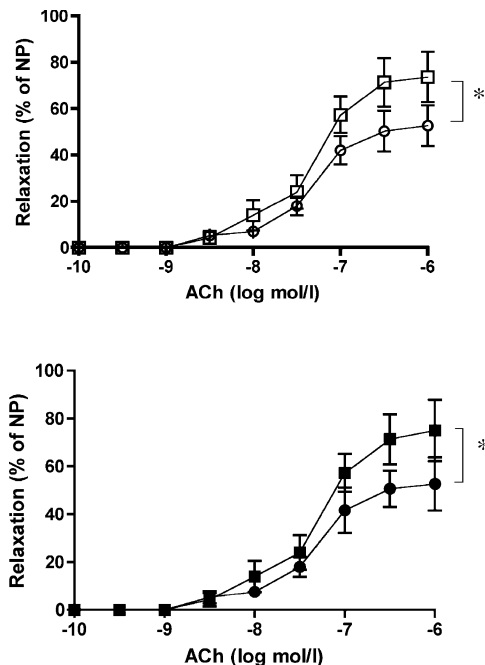 100
80
60
40
20
0
Relaxation (% of NP)
*
-10 -9 -8 -7 -6
ACh (log mol/l)
100
80
60
40
20
0
Relaxation (% of NP)
*
-10 -9 -8 -7 -6
ACh (log mol/l)